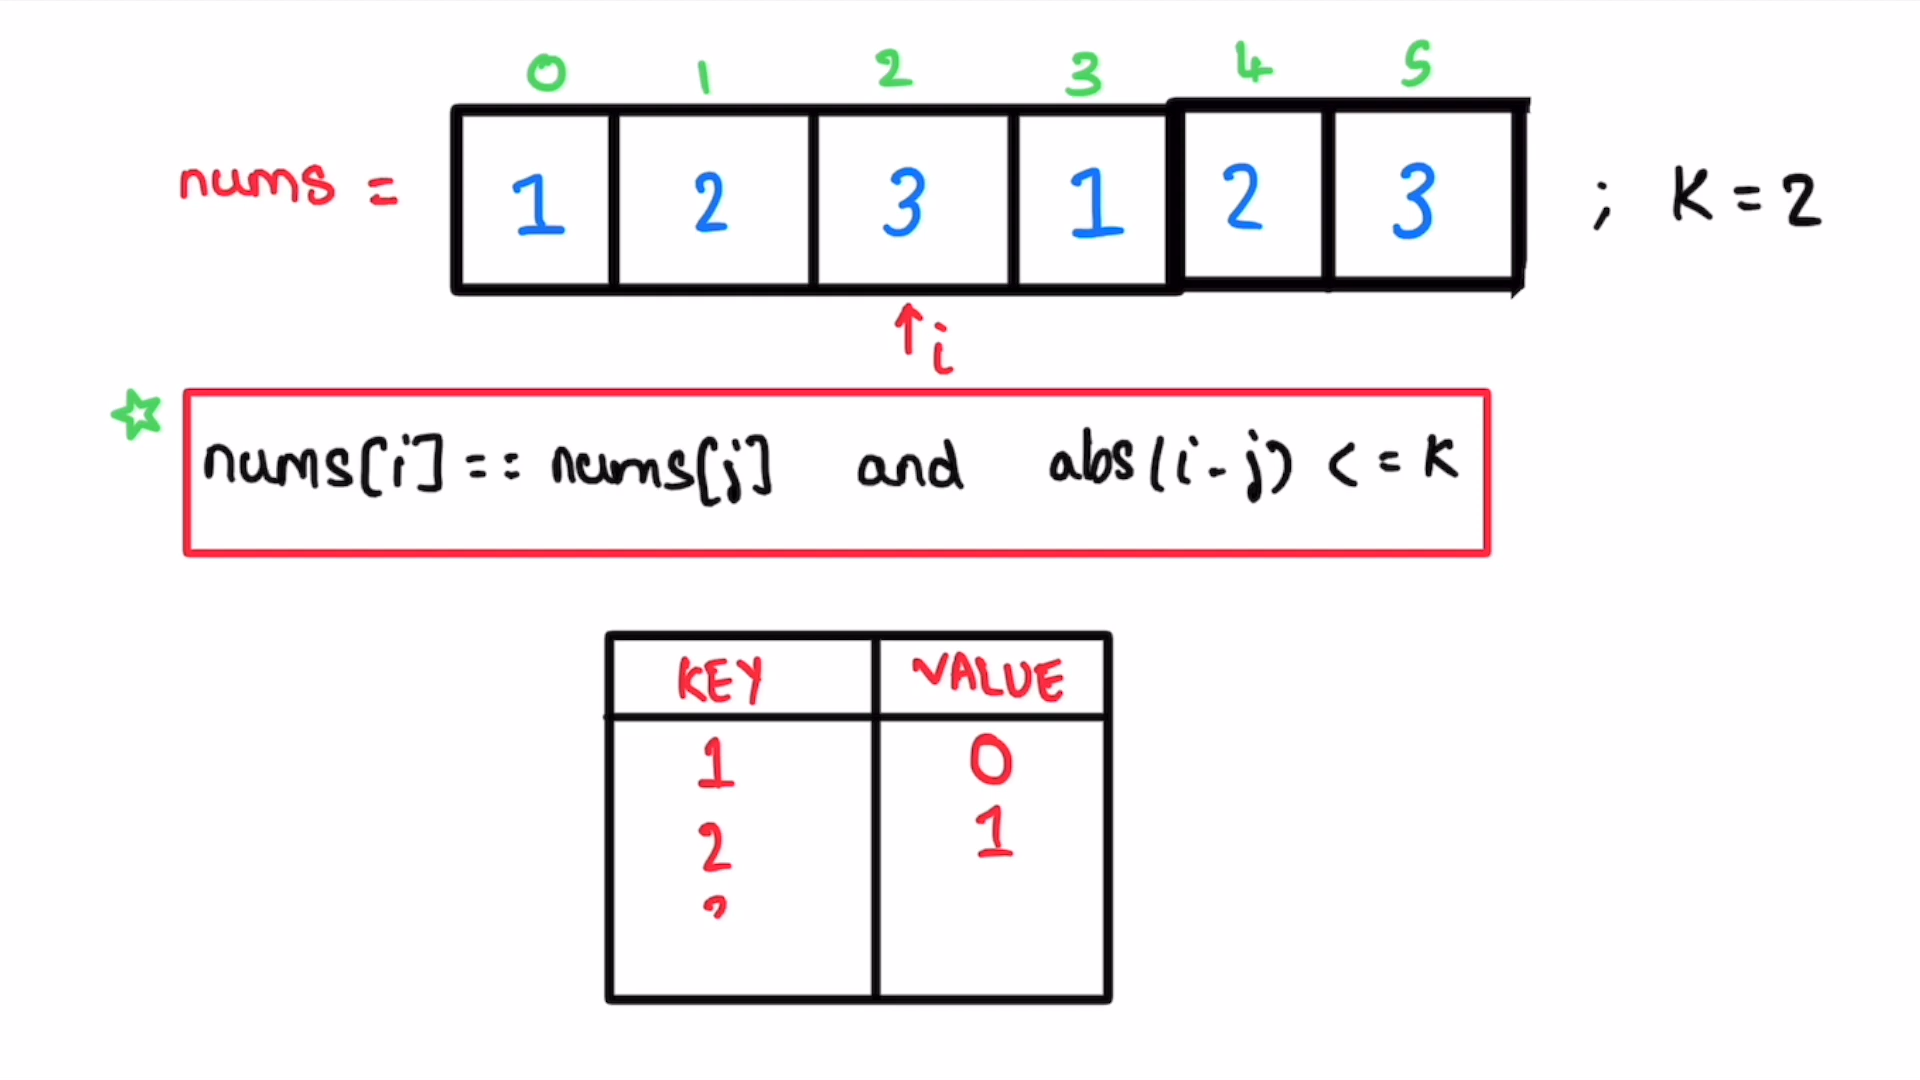 0 1 2 3 4 5
nums = 1 2 3 1 2 3 ; K = 2
i
nums[i] == nums[j] and abs(i-j) <= K
KEY VALUE
1 0
2 1